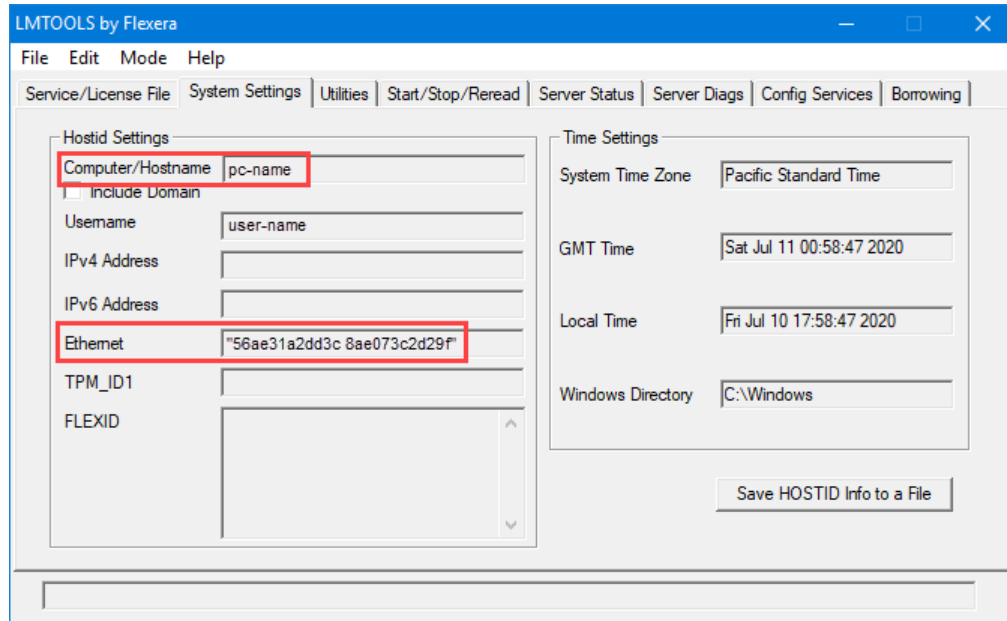 LMTOOLS by Flexera
File Edit Mode Help
Service/License File System Settings Utilities Start/Stop/Reread Server Status Server Diags Config Services Borrowing
Hostid Settings
Computer/Hostname pc-name
Include Domain
Username user-name
IPv4 Address
IPv6 Address
Ethernet "56ae31a2dd3c 8ae073c2d29f"
TPM_ID1
FLEXID
Time Settings
System Time Zone Pacific Standard Time
GMT Time Sat Jul 11 00:58:47 2020
Local Time Fri Jul 10 17:58:47 2020
Windows Directory C:\Windows
Save HOSTID Info to a File